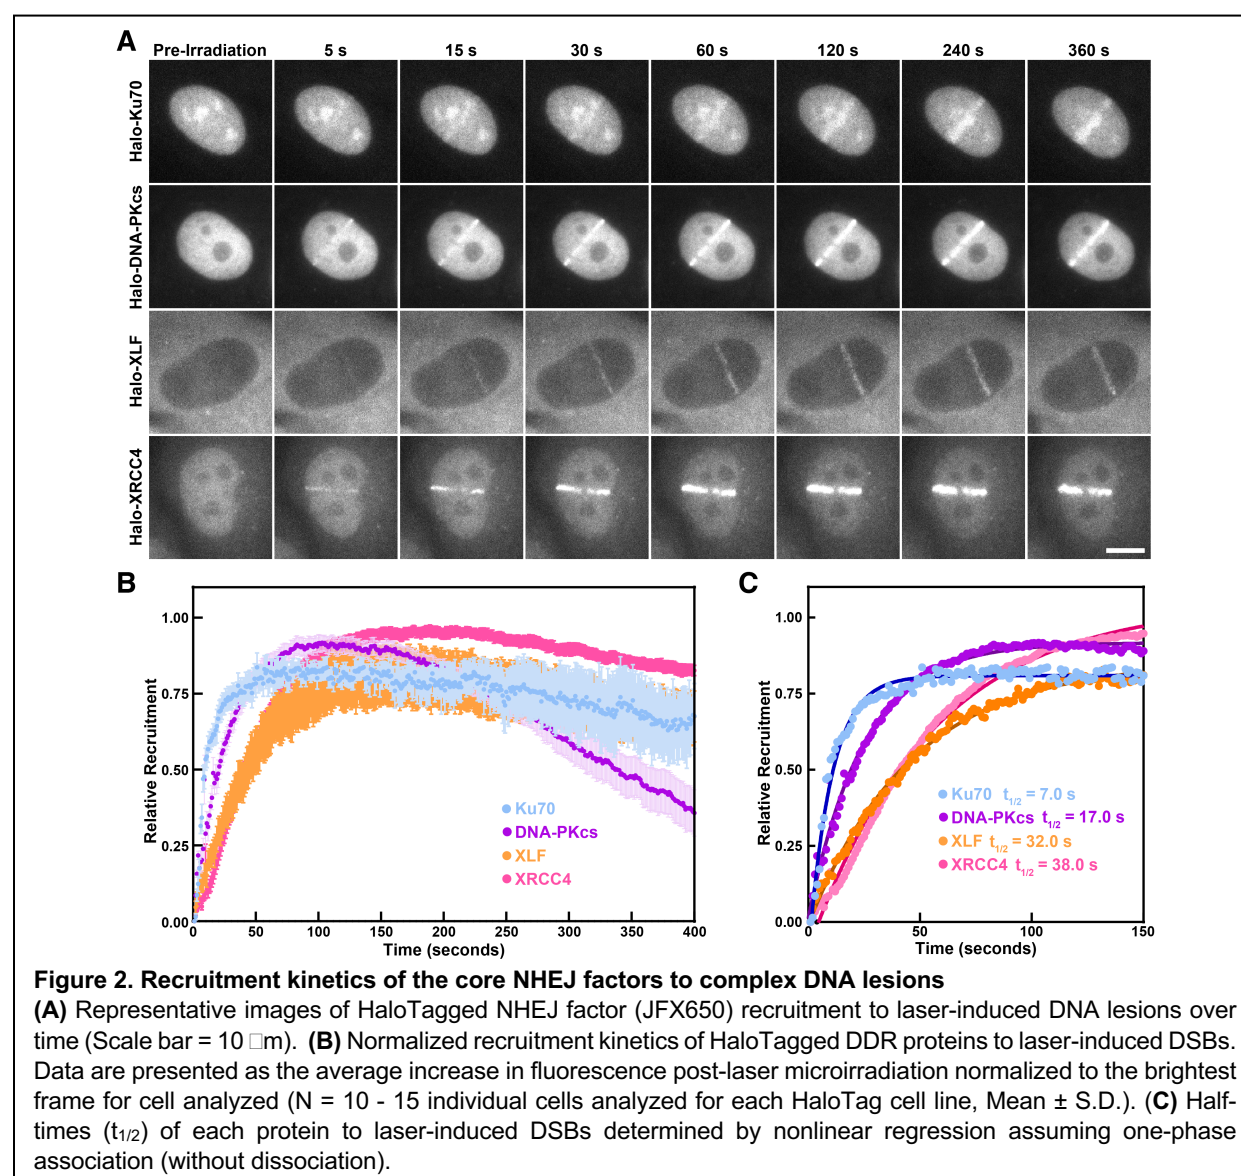 A
Pre-Irradiation 5 s 15 s 30 s 60 s 120 s 240 s 360 s
Halo-Ku70
Halo-DNA-PKcs
Halo-XLF
Halo-XRCC4
B
Relative Recruitment
1.00
0.75
0.50
0.25
0.00
0 50 100 150 200 250 300 350 400
Time (seconds)
Ku70
DNA-PKcs
XLF
XRCC4
C
Relative Recruitment
1.00
0.75
0.50
0.25
0.00
0 50 100 150
Time (seconds)
Ku70 t1/2 = 7.0 s
DNA-PKcs t1/2 = 17.0 s
XLF t1/2 = 32.0 s
XRCC4 t1/2 = 38.0 s
Figure 2. Recruitment kinetics of the core NHEJ factors to complex DNA lesions
(A) Representative images of HaloTagged NHEJ factor (JFX650) recruitment to laser-induced DNA lesions over
time (Scale bar = 10 □m). (B) Normalized recruitment kinetics of HaloTagged DDR proteins to laser-induced DSBs.
Data are presented as the average increase in fluorescence post-laser microirradiation normalized to the brightest
frame for cell analyzed (N = 10 - 15 individual cells analyzed for each HaloTag cell line, Mean ± S.D.). (C) Half-
times (t1/2) of each protein to laser-induced DSBs determined by nonlinear regression assuming one-phase
association (without dissociation).